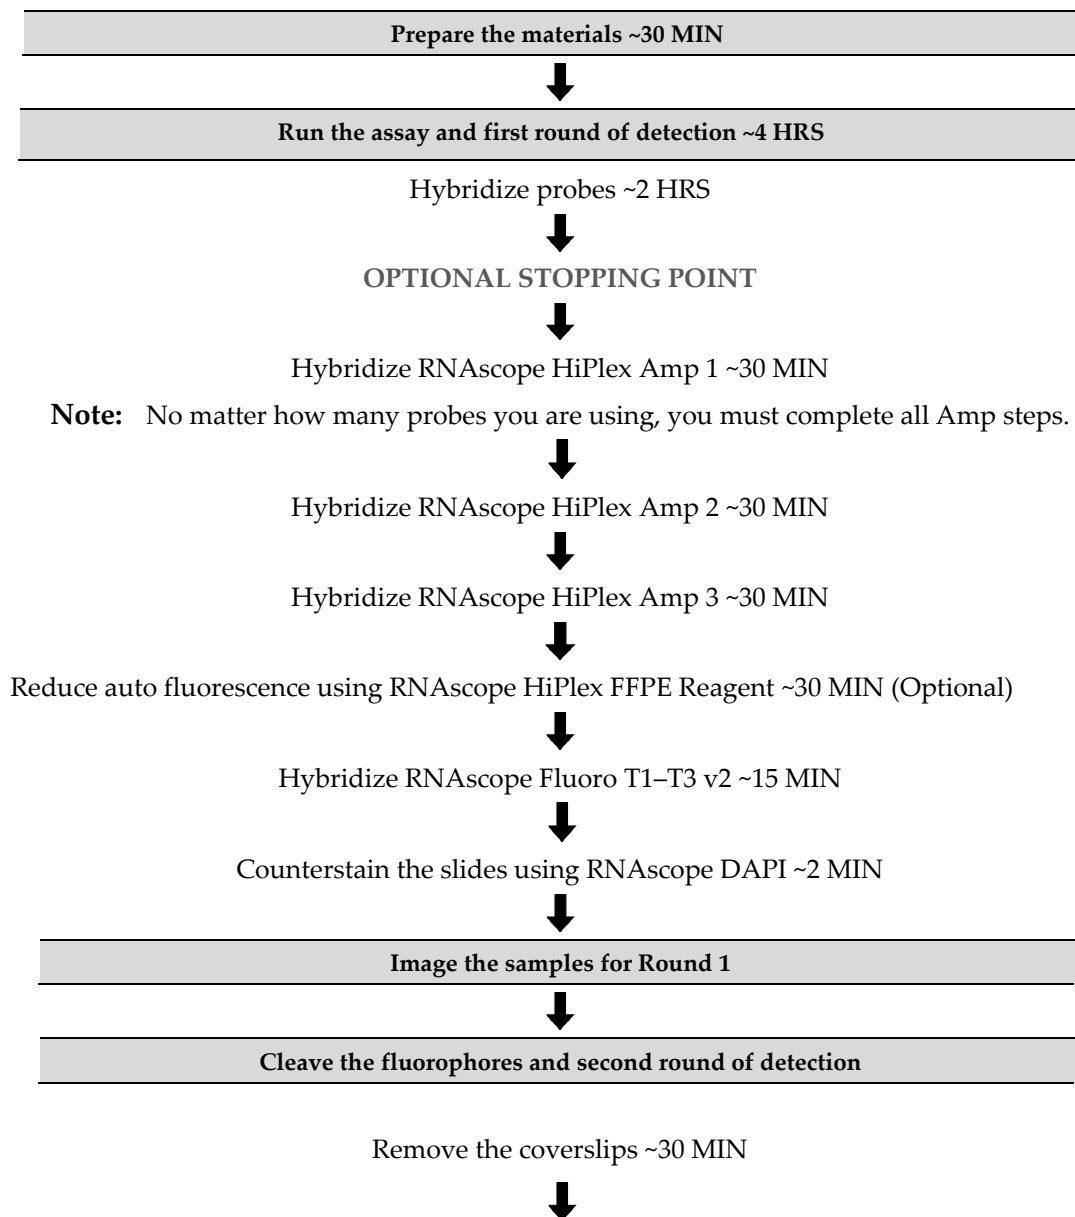 Prepare the materials ~30 MIN
Run the assay and first round of detection ~4 HRS
Hybridize probes ~2 HRS
OPTIONAL STOPPING POINT
Hybridize RNAscope HiPlex Amp 1 ~30 MIN
Note: No matter how many probes you are using, you must complete all Amp steps.
Hybridize RNAscope HiPlex Amp 2 ~30 MIN
Hybridize RNAscope HiPlex Amp 3 ~30 MIN
Reduce auto fluorescence using RNAscope HiPlex FFPE Reagent ~30 MIN (Optional)
Hybridize RNAscope Fluoro T1–T3 v2 ~15 MIN
Counterstain the slides using RNAscope DAPI ~2 MIN
Image the samples for Round 1
Cleave the fluorophores and second round of detection
Remove the coverslips ~30 MIN